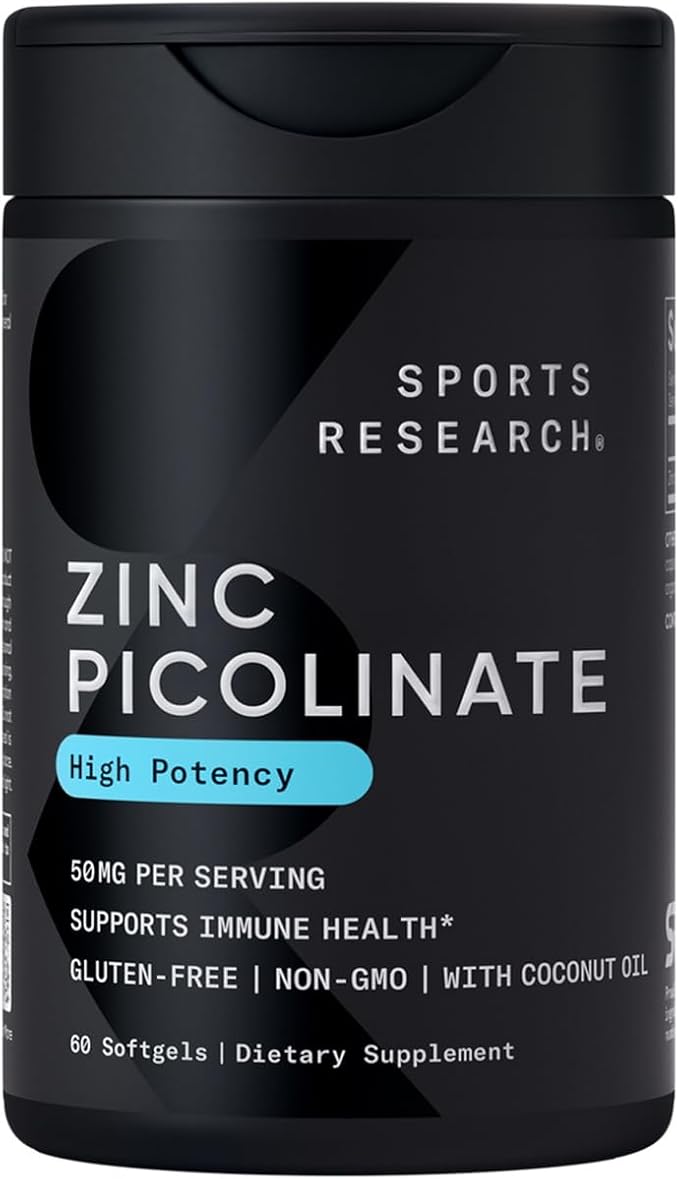 SPORTS
RESEARCH®
ZINC
PICOLINATE
High Potency
50MG PER SERVING
SUPPORTS IMMUNE HEALTH*
GLUTEN-FREE | NON-GMO | WITH COCONUT OIL
60 Softgels | Dietary Supplement